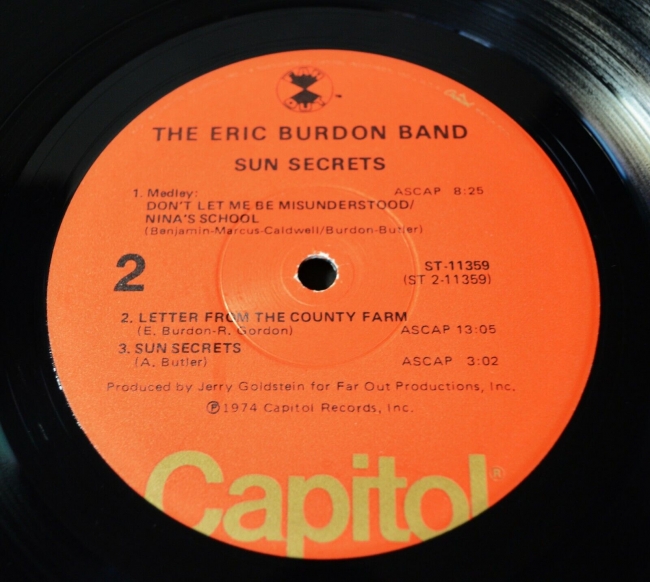 FAR
OUT
™
THE ERIC BURDON BAND
SUN SECRETS
1. Medley: ASCAP 8:25
DON'T LET ME BE MISUNDERSTOOD/
NINA'S SCHOOL
(Benjamin-Marcus-Caldwell/Burdon-Butler)
2
ST-11359
(ST 2-11359)
2. LETTER FROM THE COUNTY FARM
(E. Burdon-R. Gordon) ASCAP 13:05
3. SUN SECRETS
(A. Butler) ASCAP 3:02
Produced by Jerry Goldstein for Far Out Productions, Inc.
℗1974 Capitol Records, Inc.
Capitol®